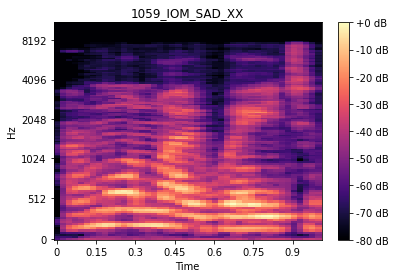 1059_IOM_SAD_XX
+0 dB
8192
-10 dB
4096
-20 dB
-30 dB
2048
Hz
-40 dB
1024
-50 dB
512
-60 dB
-70 dB
0
-80 dB
0 0.15 0.3 0.45 0.6 0.75 0.9
Time